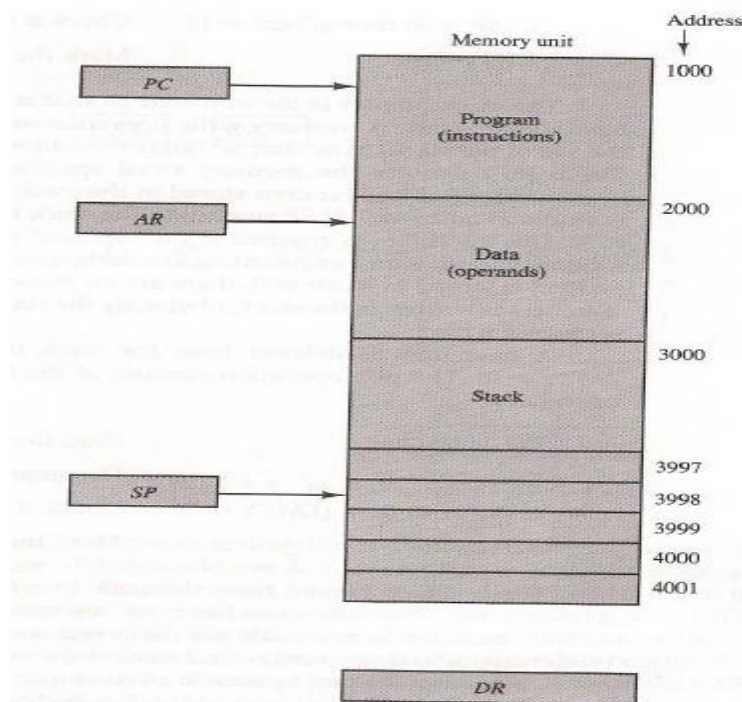 Address
Memory unit
1000
PC
Program
(instructions)
2000
AR
Data
(operands)
3000
Stack
3997
SP
3998
3999
4000
4001
DR